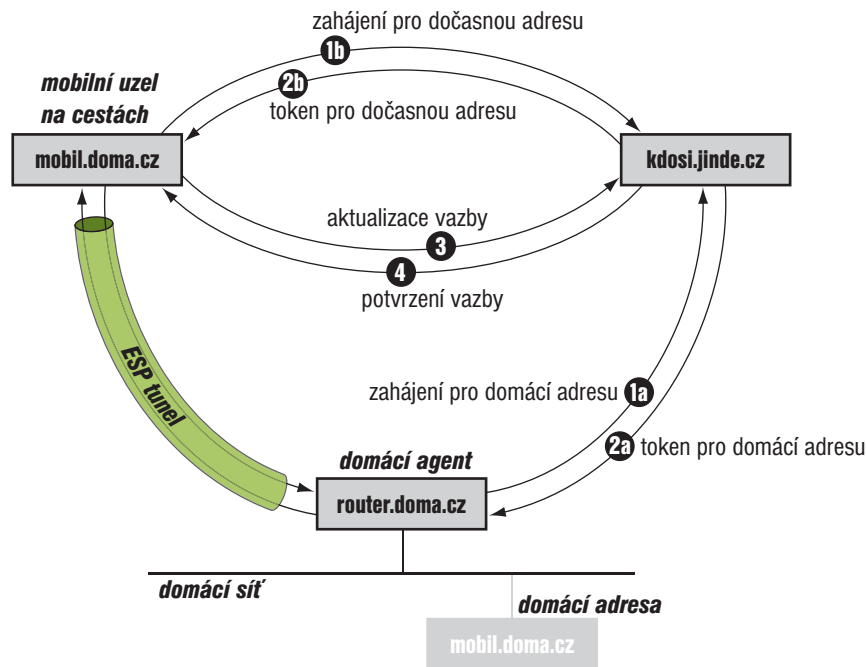 zahájení pro dočasnou adresu
1b
mobilní uzel
na cestách
2b
token pro dočasnou adresu
mobil.doma.cz
kdosi.jinde.cz
aktualizace vazby
3
4
potvrzení vazby
ESP tunel
zahájení pro domácí adresu 1a
2a token pro domácí adresu
domácí agent
router.doma.cz
domácí síť
domácí adresa
mobil.doma.cz